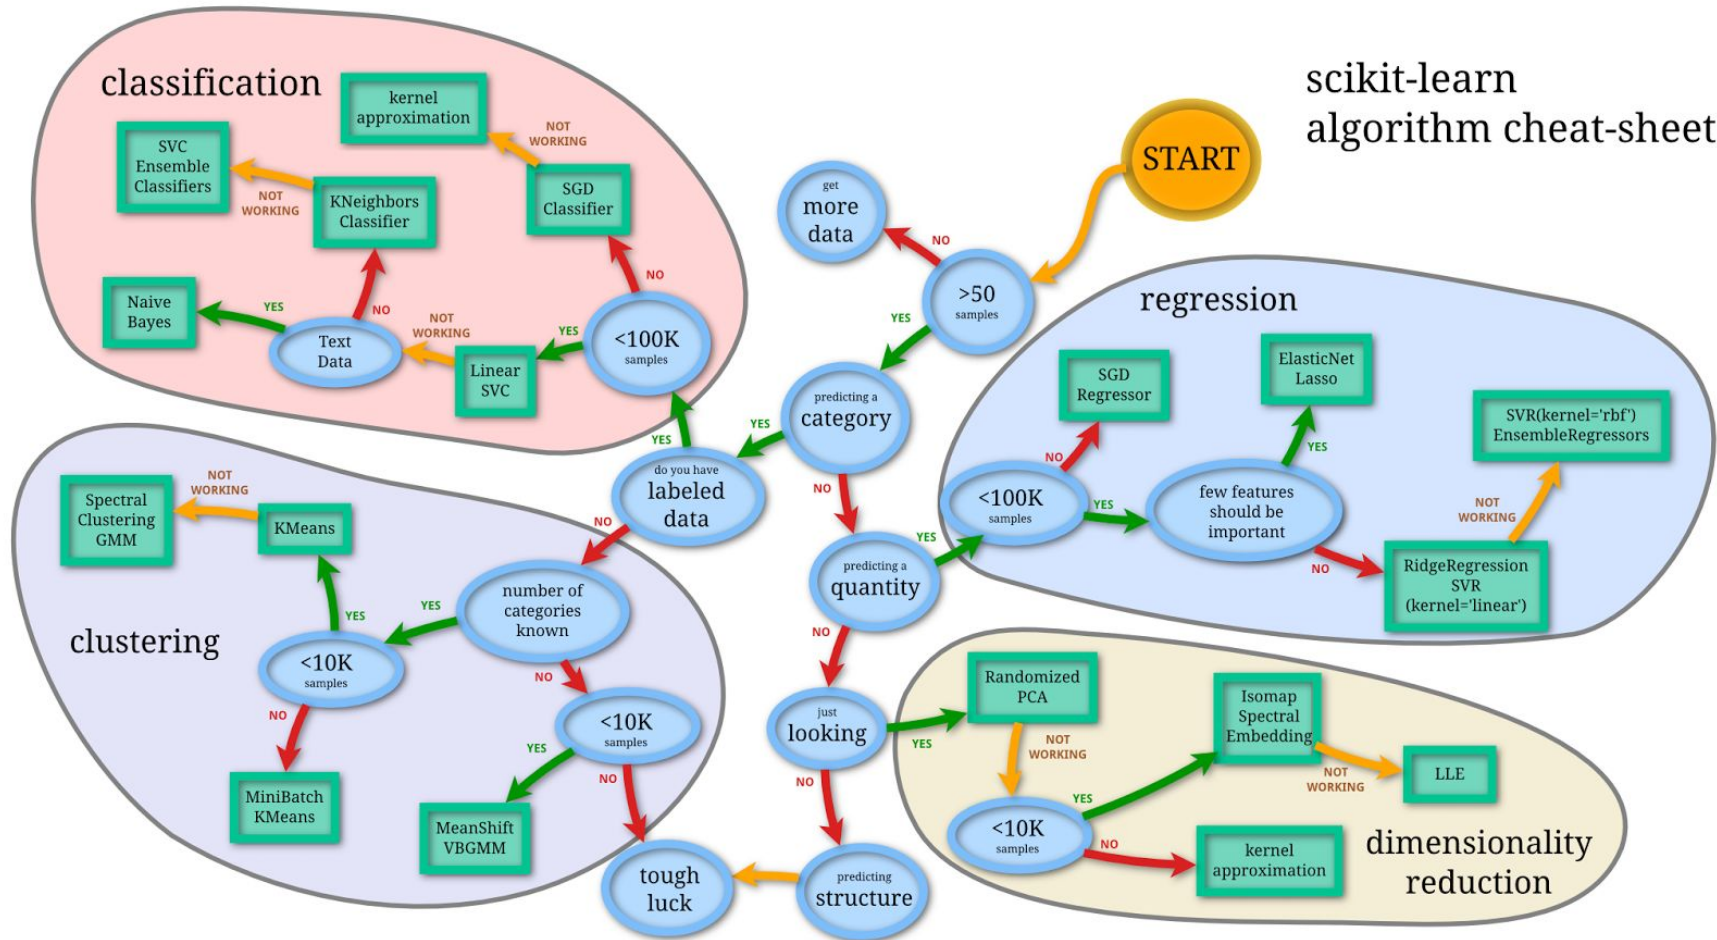 scikit-learn
algorithm cheat-sheet
START
get
more
data
NO
>50
samples
YES
predicting a
category
YES
NO
do you have
labeled
data
YES
NO
predicting a
quantity
YES
NO
just
looking
YES
NO
predicting
structure
tough
luck
classification
kernel
approximation
NOT
WORKING
SVC
Ensemble
Classifiers
NOT
WORKING
KNeighbors
Classifier
SGD
Classifier
NO
Naive
Bayes
YES
NO
Text
Data
NOT
WORKING
Linear
SVC
YES
<100K
samples
regression
SGD
Regressor
ElasticNet
Lasso
SVR(kernel='rbf')
EnsembleRegressors
NO
YES
<100K
samples
YES
few features
should be
important
NOT
WORKING
NO
RidgeRegression
SVR
(kernel='linear')
clustering
Spectral
Clustering
GMM
NOT
WORKING
KMeans
number of
categories
known
YES
YES
<10K
samples
NO
NO
MiniBatch
KMeans
<10K
samples
YES
NO
MeanShift
VBGMM
dimensionality
reduction
Randomized
PCA
NOT
WORKING
Isomap
Spectral
Embedding
NOT
WORKING
LLE
YES
<10K
samples
NO
kernel
approximation